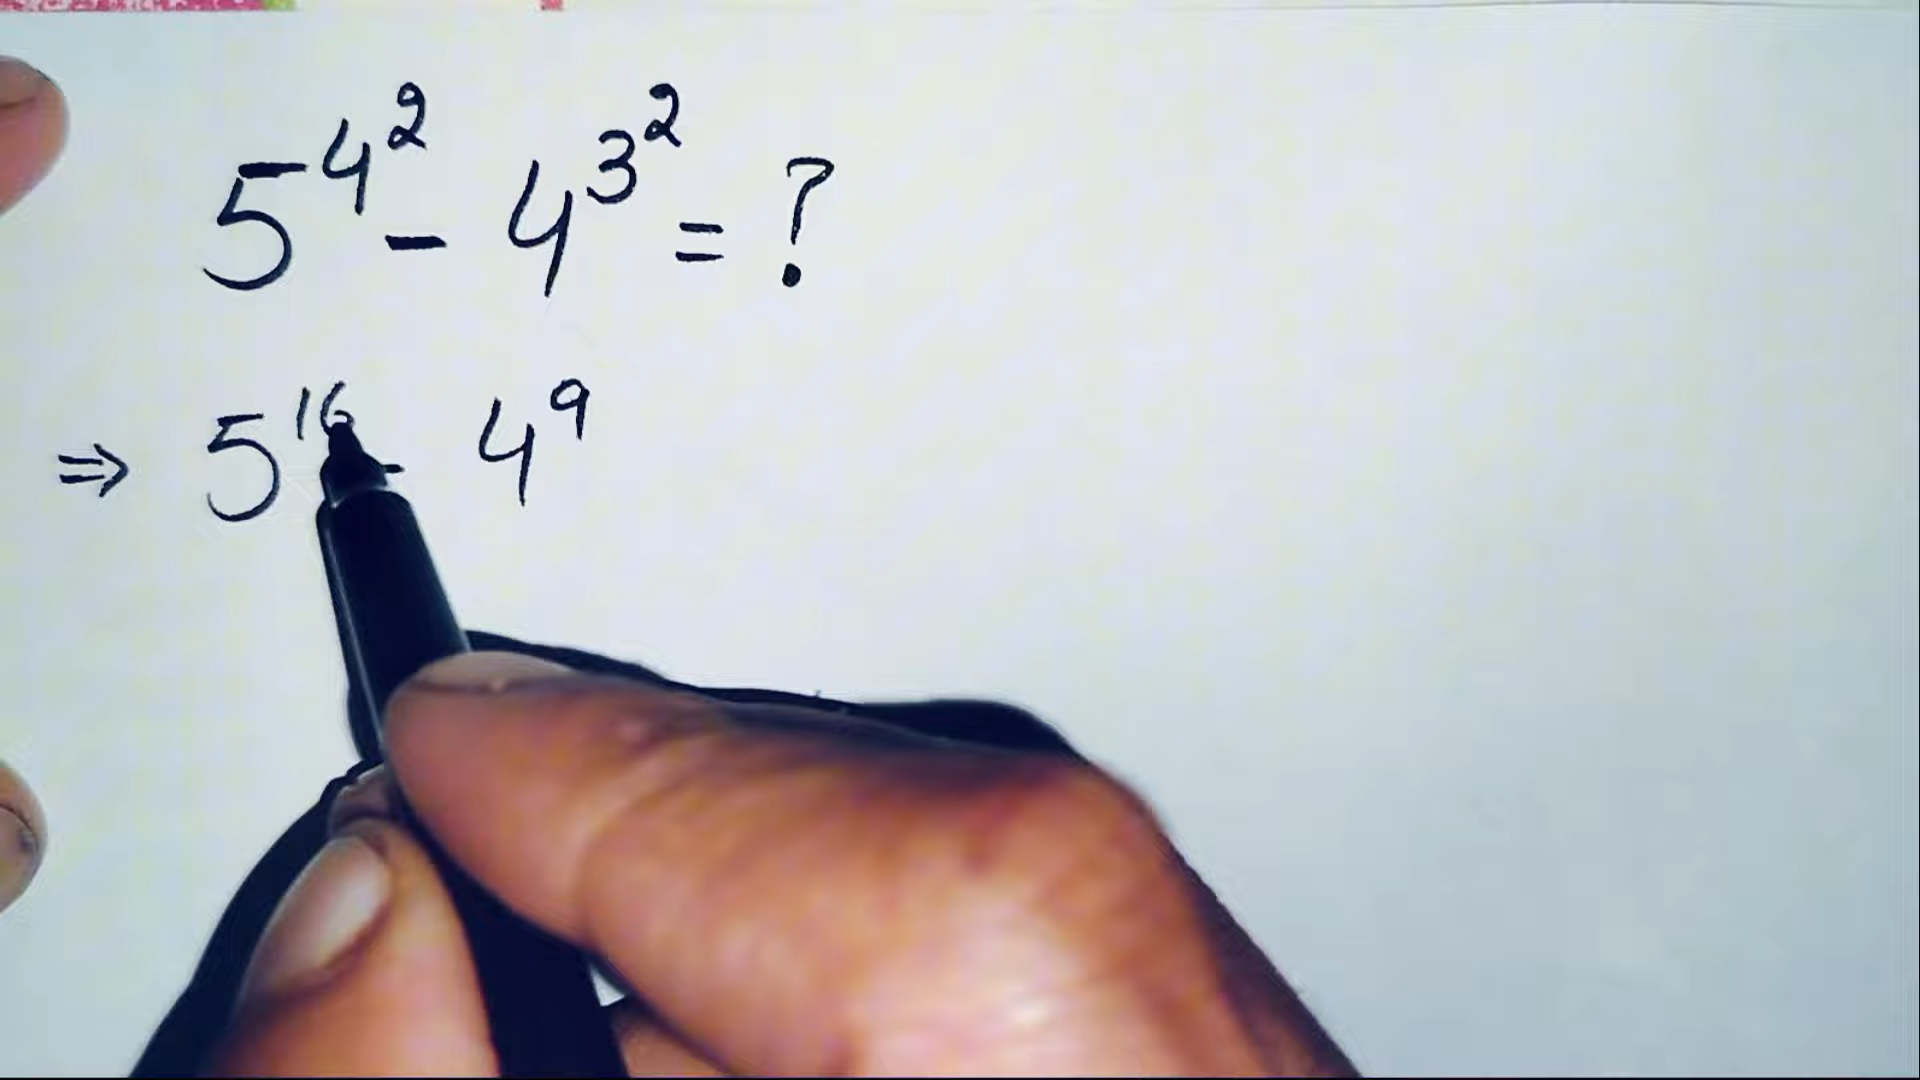 5^4^2 - 4^3^2 = ?
⇒ 5^16 - 4^9